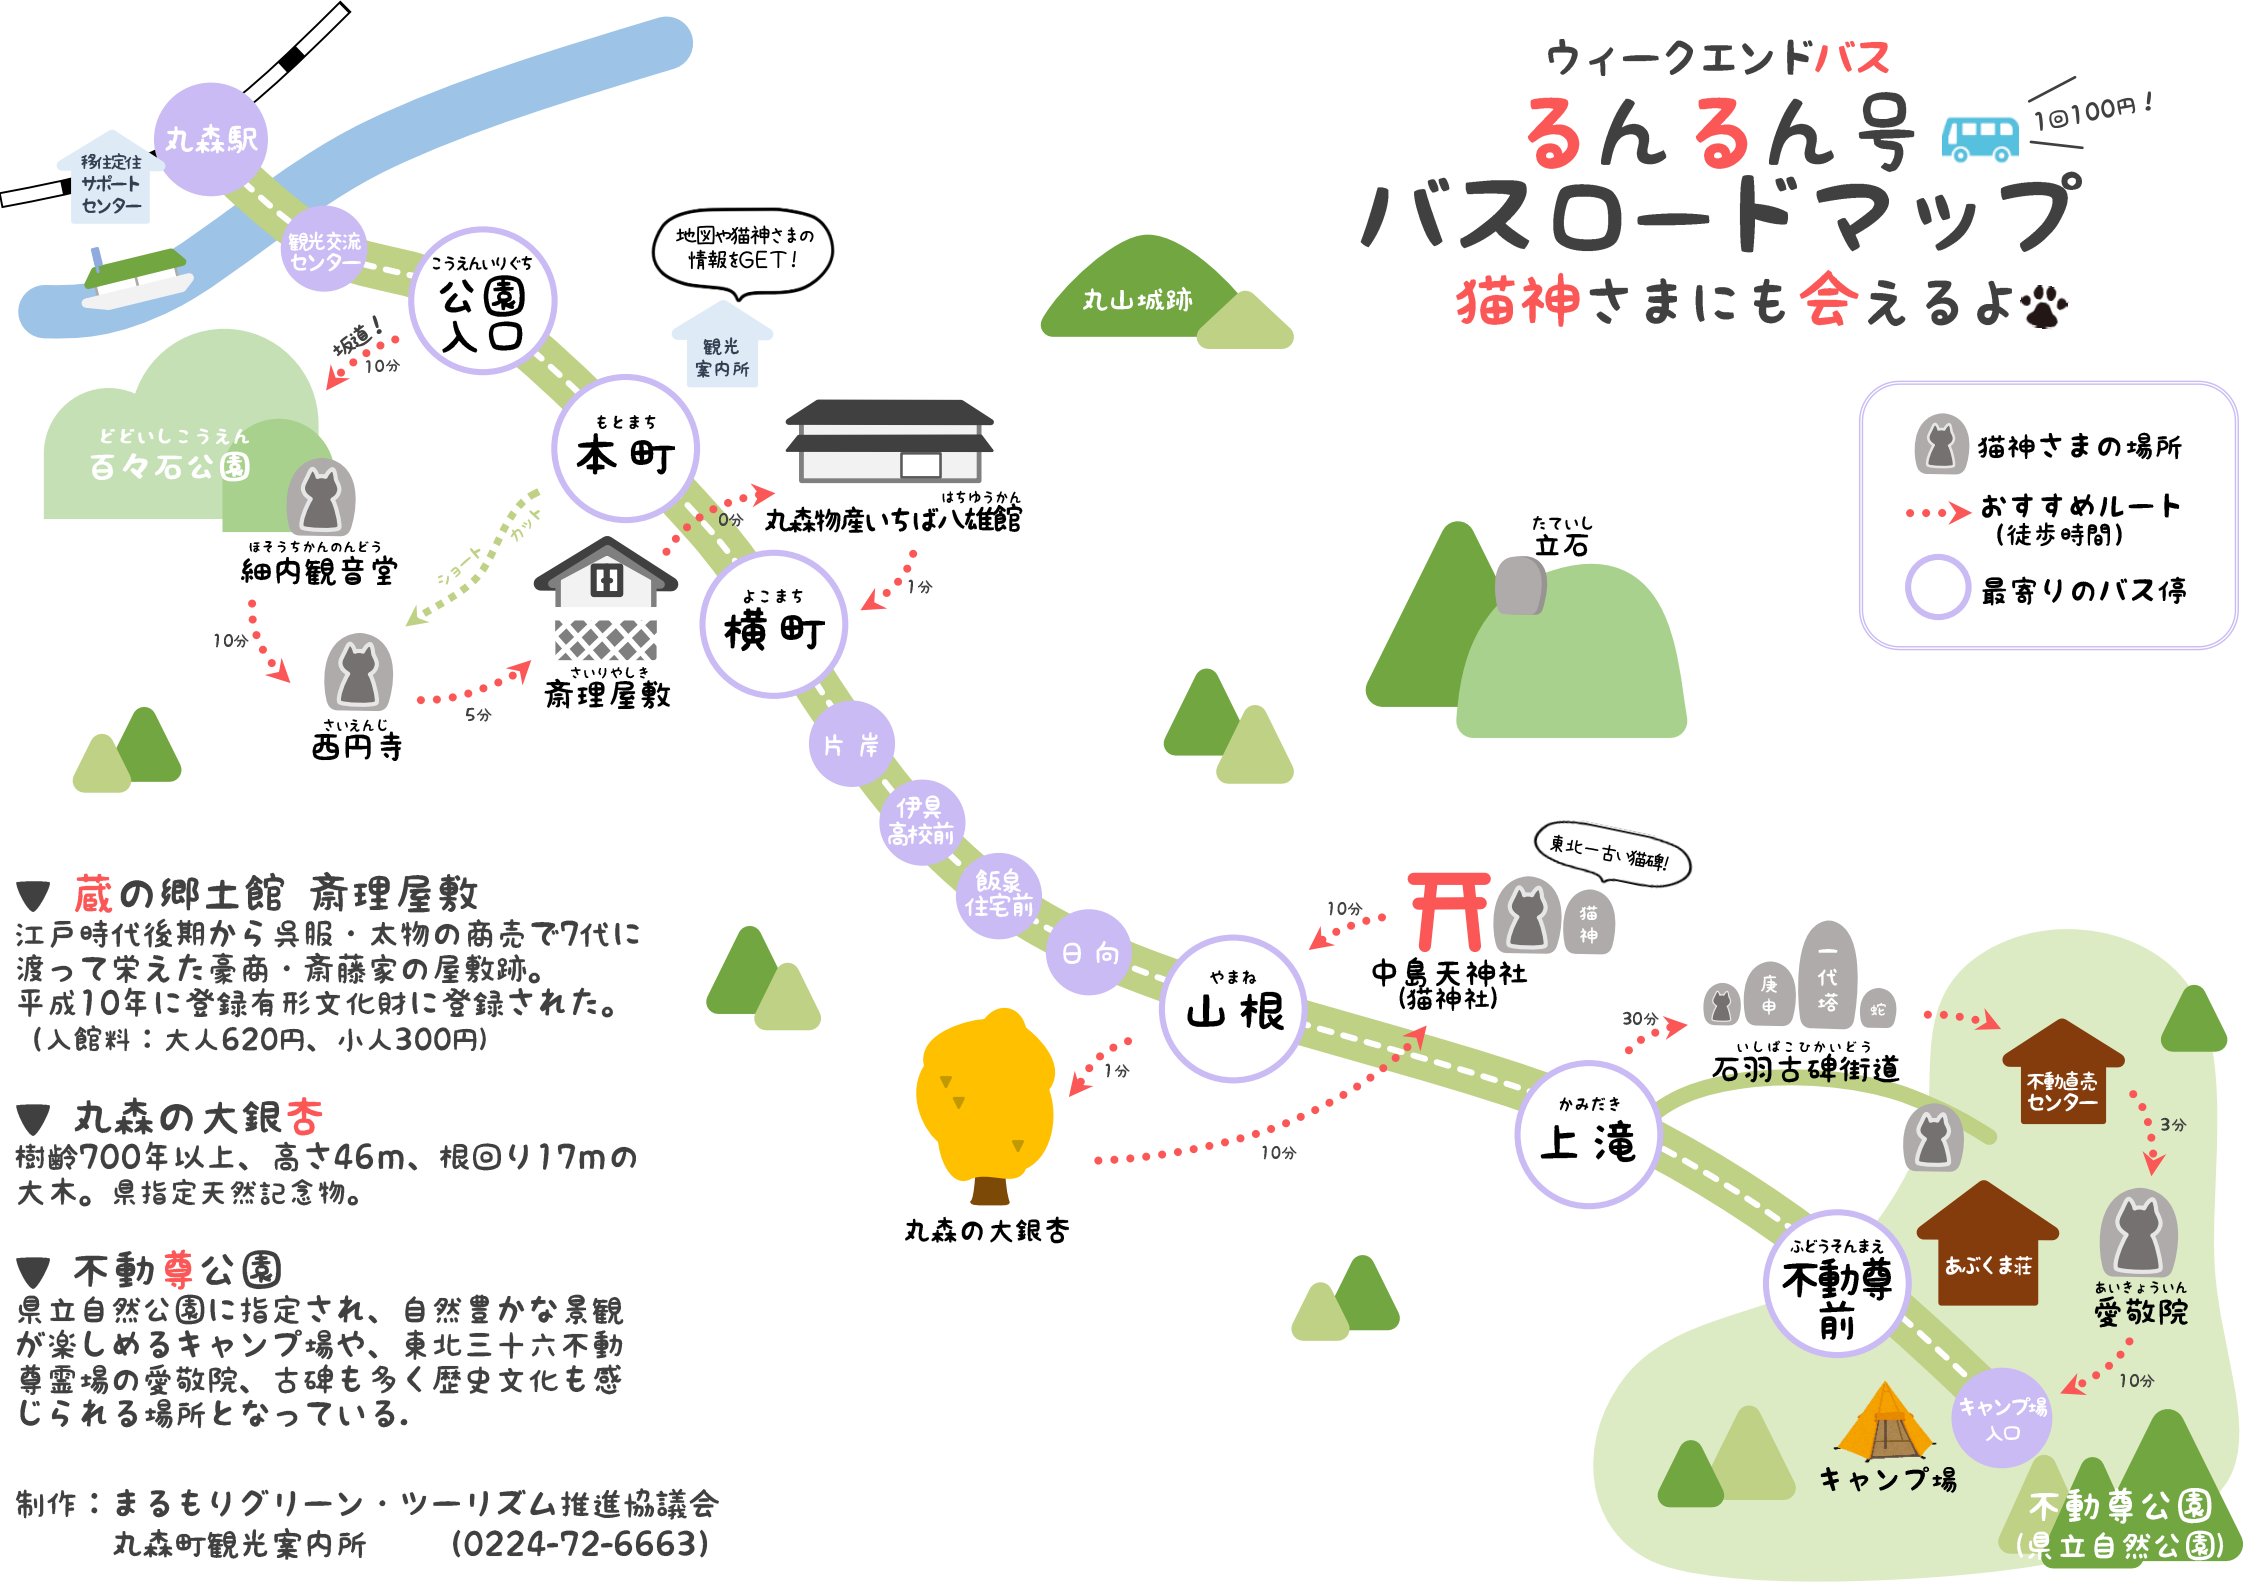 ウィークエンドバス
るんるん号
1回100円!
バスロードマップ
猫神さまにも会えるよ
猫神さまの場所
おすすめルート
(徒歩時間)
最寄りのバス停
丸森駅
移住定住
サポート
センター
観光交流
センター
こうえんいりぐち
公園
入口
地図や猫神さまの
情報をGET!
観光
案内所
坂道!
10分
どどいしこうえん
百々石公園
もとまち
本町
ほそうちかんのんどう
細内観音堂
ショート
カット
10分
さいえんじ
西円寺
5分
さいりやしき
斎理屋敷
0分
はちゆうかん
丸森物産いちば八雄館
1分
よこまち
横町
片岸
伊具
高校前
飯泉
住宅前
日向
丸山城跡
たていし
立石
やまね
山根
1分
丸森の大銀杏
10分
10分
東北一古い猫碑!
猫
神
中島天神社
(猫神社)
かみだき
上滝
30分
庚
申
一
代
塔
蛇
いしばこひかいどう
石羽古碑街道
不動直売
センター
3分
あいきょういん
愛敬院
10分
あぶくま荘
ふどうそんまえ
不動尊
前
キャンプ場
入口
キャンプ場
不動尊公園
(県立自然公園)
▼ 蔵の郷土館 斎理屋敷
江戸時代後期から呉服・太物の商売で7代に
渡って栄えた豪商・斎藤家の屋敷跡。
平成10年に登録有形文化財に登録された。
(入館料:大人620円、小人300円)
▼ 丸森の大銀杏
樹齢700年以上、高さ46m、根回り17mの
大木。県指定天然記念物。
▼ 不動尊公園
県立自然公園に指定され、自然豊かな景観
が楽しめるキャンプ場や、東北三十六不動
尊霊場の愛敬院、古碑も多く歴史文化も感
じられる場所となっている.
制作:まるもりグリーン・ツーリズム推進協議会
丸森町観光案内所 (0224-72-6663)